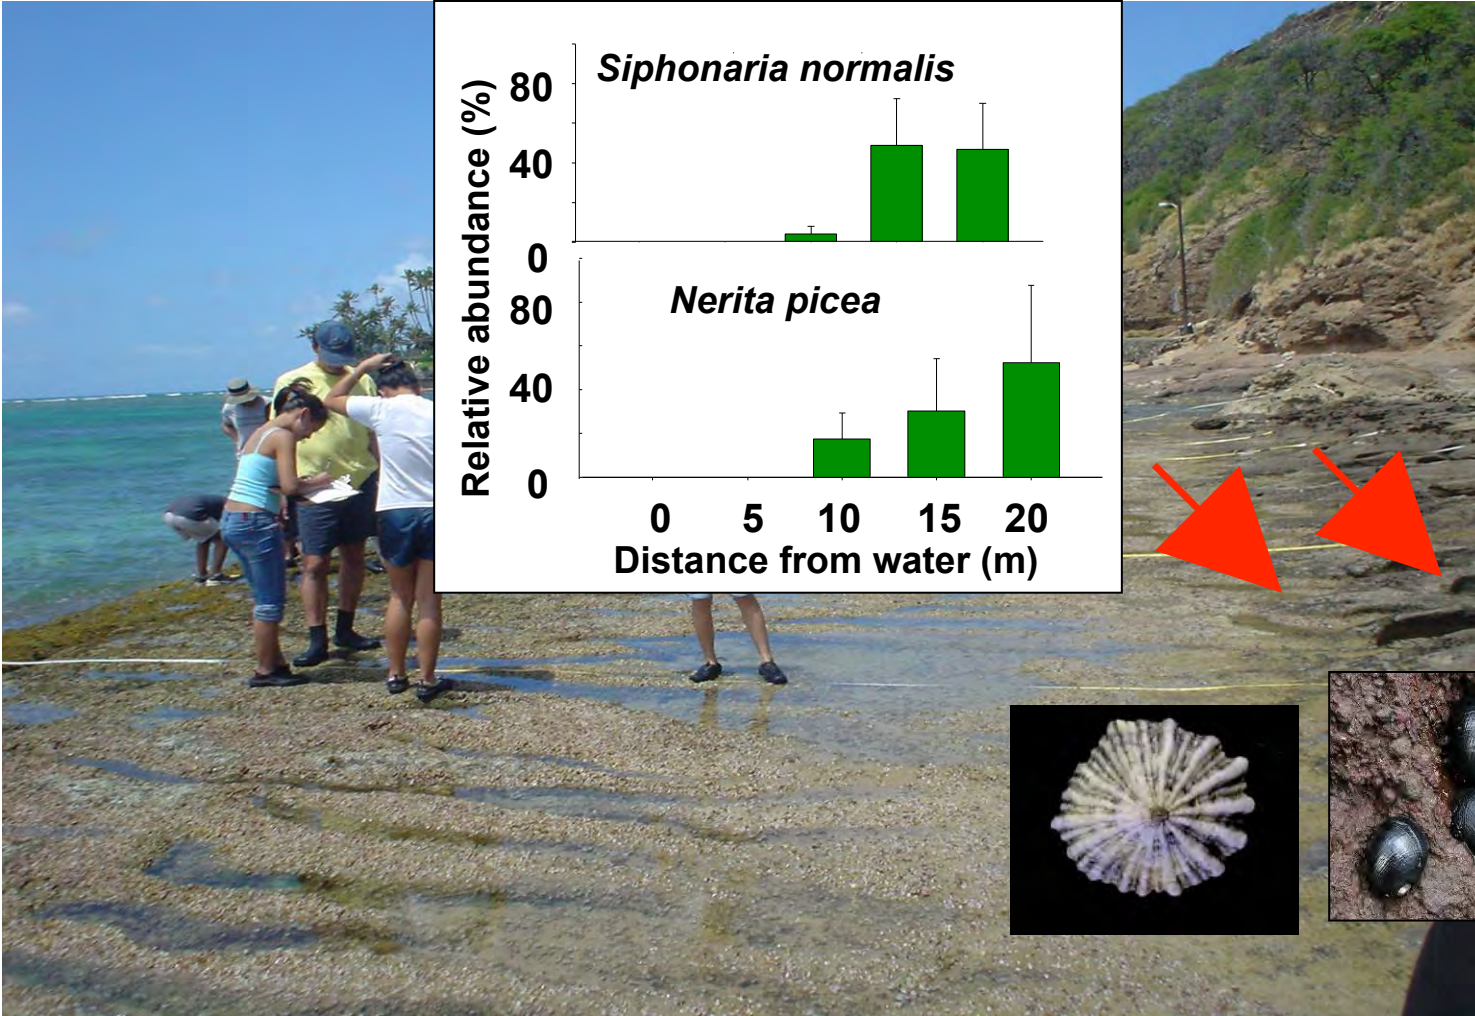 Siphonaria normalis
Relative abundance (%)
80
40
0
Nerita picea
80
40
0
0 5 10 15 20
Distance from water (m)